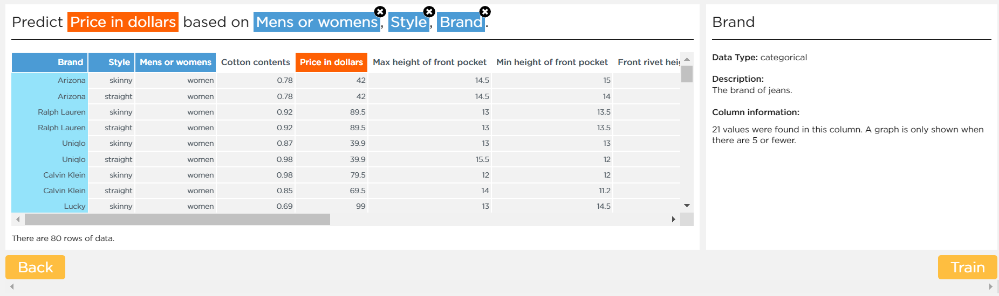 Predict Price in dollars based on Mens or womens, Style, Brand.
Brand Style Mens or womens Cotton contents Price in dollars Max height of front pocket Min height of front pocket Front rivet heig
Arizona skinny women 0.78 42 14.5 15
Arizona straight women 0.78 42 14.5 14
Ralph Lauren skinny women 0.92 89.5 13 13.5
Ralph Lauren straight women 0.92 89.5 13 13.5
Uniqlo skinny women 0.87 39.9 13 13
Uniqlo straight women 0.98 39.9 15.5 12
Calvin Klein skinny women 0.98 79.5 12 12
Calvin Klein straight women 0.85 69.5 14 11.2
Lucky skinny women 0.69 99 13 14.5
There are 80 rows of data.
Brand
Data Type: categorical
Description:
The brand of jeans.
Column information:
21 values were found in this column. A graph is only shown when
there are 5 or fewer.
Back
Train